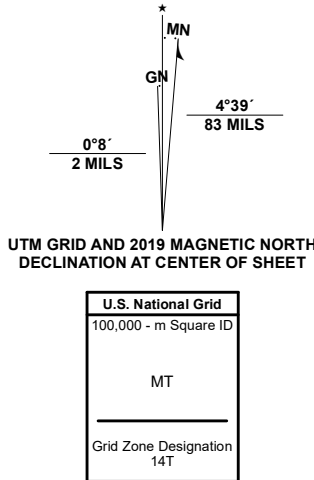 ★
MN
GN
4°39´
83 MILS
0°8´
2 MILS
UTM GRID AND 2019 MAGNETIC NORTH
DECLINATION AT CENTER OF SHEET
U.S. National Grid
100,000 - m Square ID
MT
Grid Zone Designation
14T